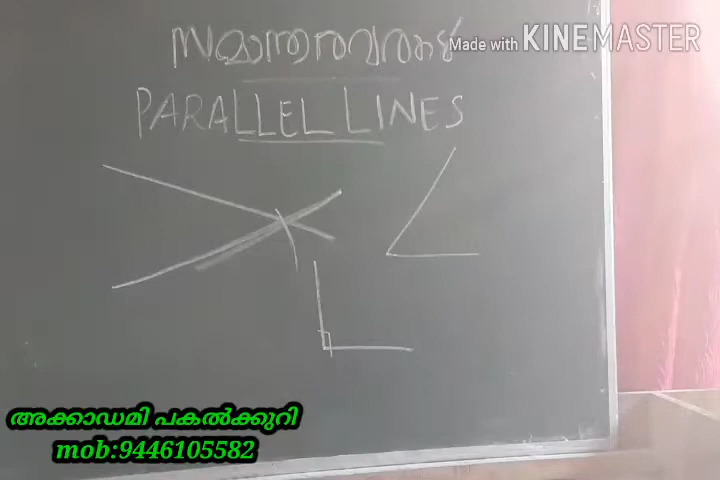 സമാന്തരവരകൾ
Made with KINEMASTER
PARALLEL LINES
അക്കാഡമി പകൽക്കുറി
mob:9446105582